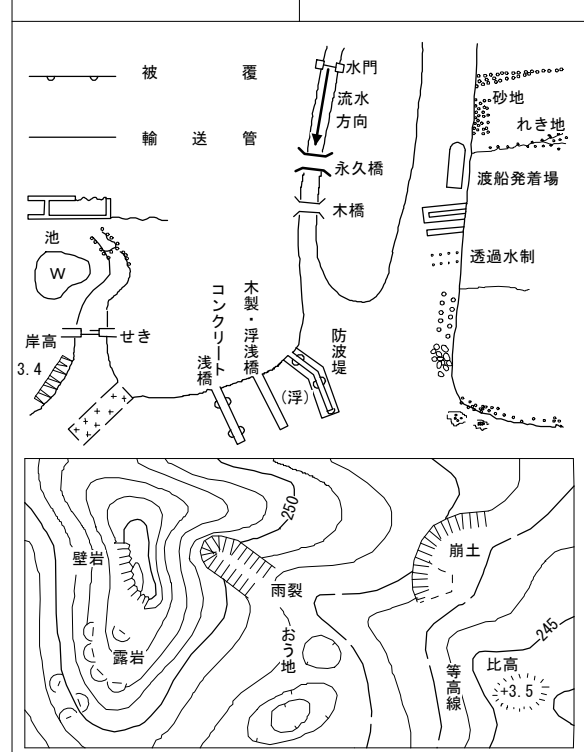 被覆
輸送管
池
W
岸高
3.4
せき
水門
流水
方向
永久橋
木橋
コンクリート
浅橋
木製・浮浅橋
(浮)
防波堤
砂地
れき地
渡船発着場
透過水制
壁岩
露岩
250
雨裂
おう地
崩土
等高線
245
比高
+3.5